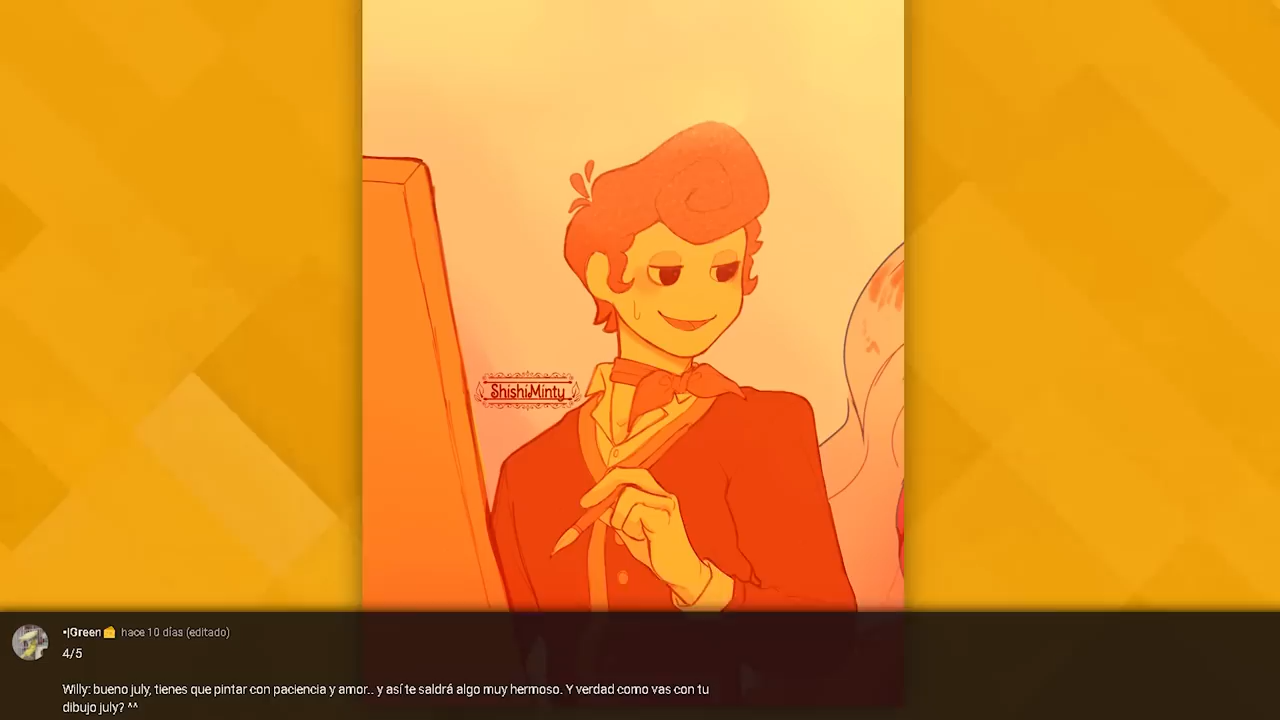 ShishiMinty
•|Green🧀 hace 10 días (editado)
4/5
Willy: bueno july, tienes que pintar con paciencia y amor.. y así te saldrá algo muy hermoso. Y verdad como vas con tu
dibujo july? ^^